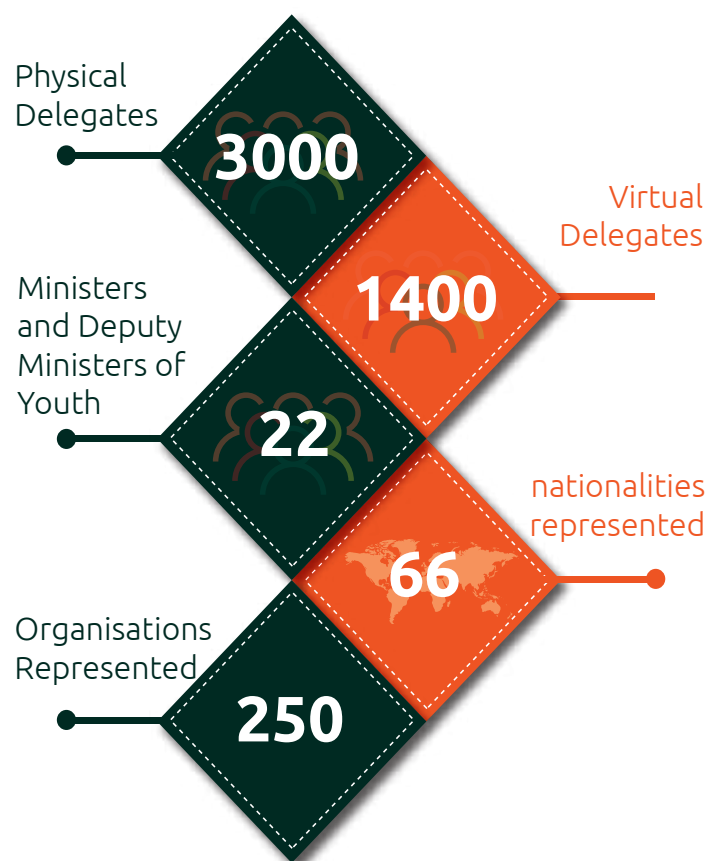 Physical
Delegates
3000
Virtual
Delegates
1400
Ministers
and Deputy
Ministers of
Youth
22
nationalities
represented
66
Organisations
Represented
250